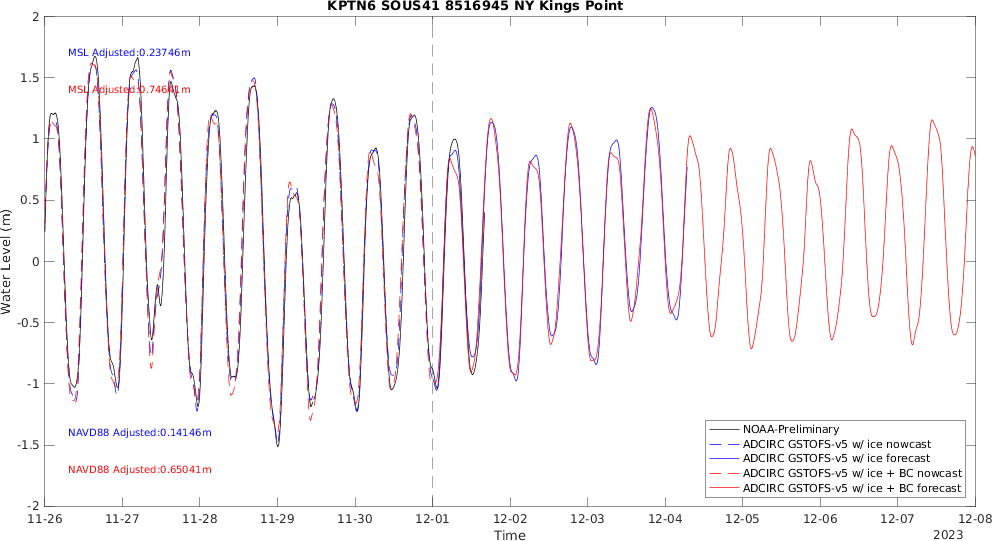 KPTN6 SOUS41 8516945 NY Kings Point
2
1.5
1
0.5
0
-0.5
-1
-1.5
-2
Water Level (m)
MSL Adjusted:0.23746m
MSL Adjusted:0.74641m
NAVD88 Adjusted:0.14146m
NAVD88 Adjusted:0.65041m
NOAA-Preliminary
ADCIRC GSTOFS-v5 w/ ice nowcast
ADCIRC GSTOFS-v5 w/ ice forecast
ADCIRC GSTOFS-v5 w/ ice + BC nowcast
ADCIRC GSTOFS-v5 w/ ice + BC forecast
11-26 11-27 11-28 11-29 11-30 12-01 12-02 12-03 12-04 12-05 12-06 12-07 12-08
Time
2023